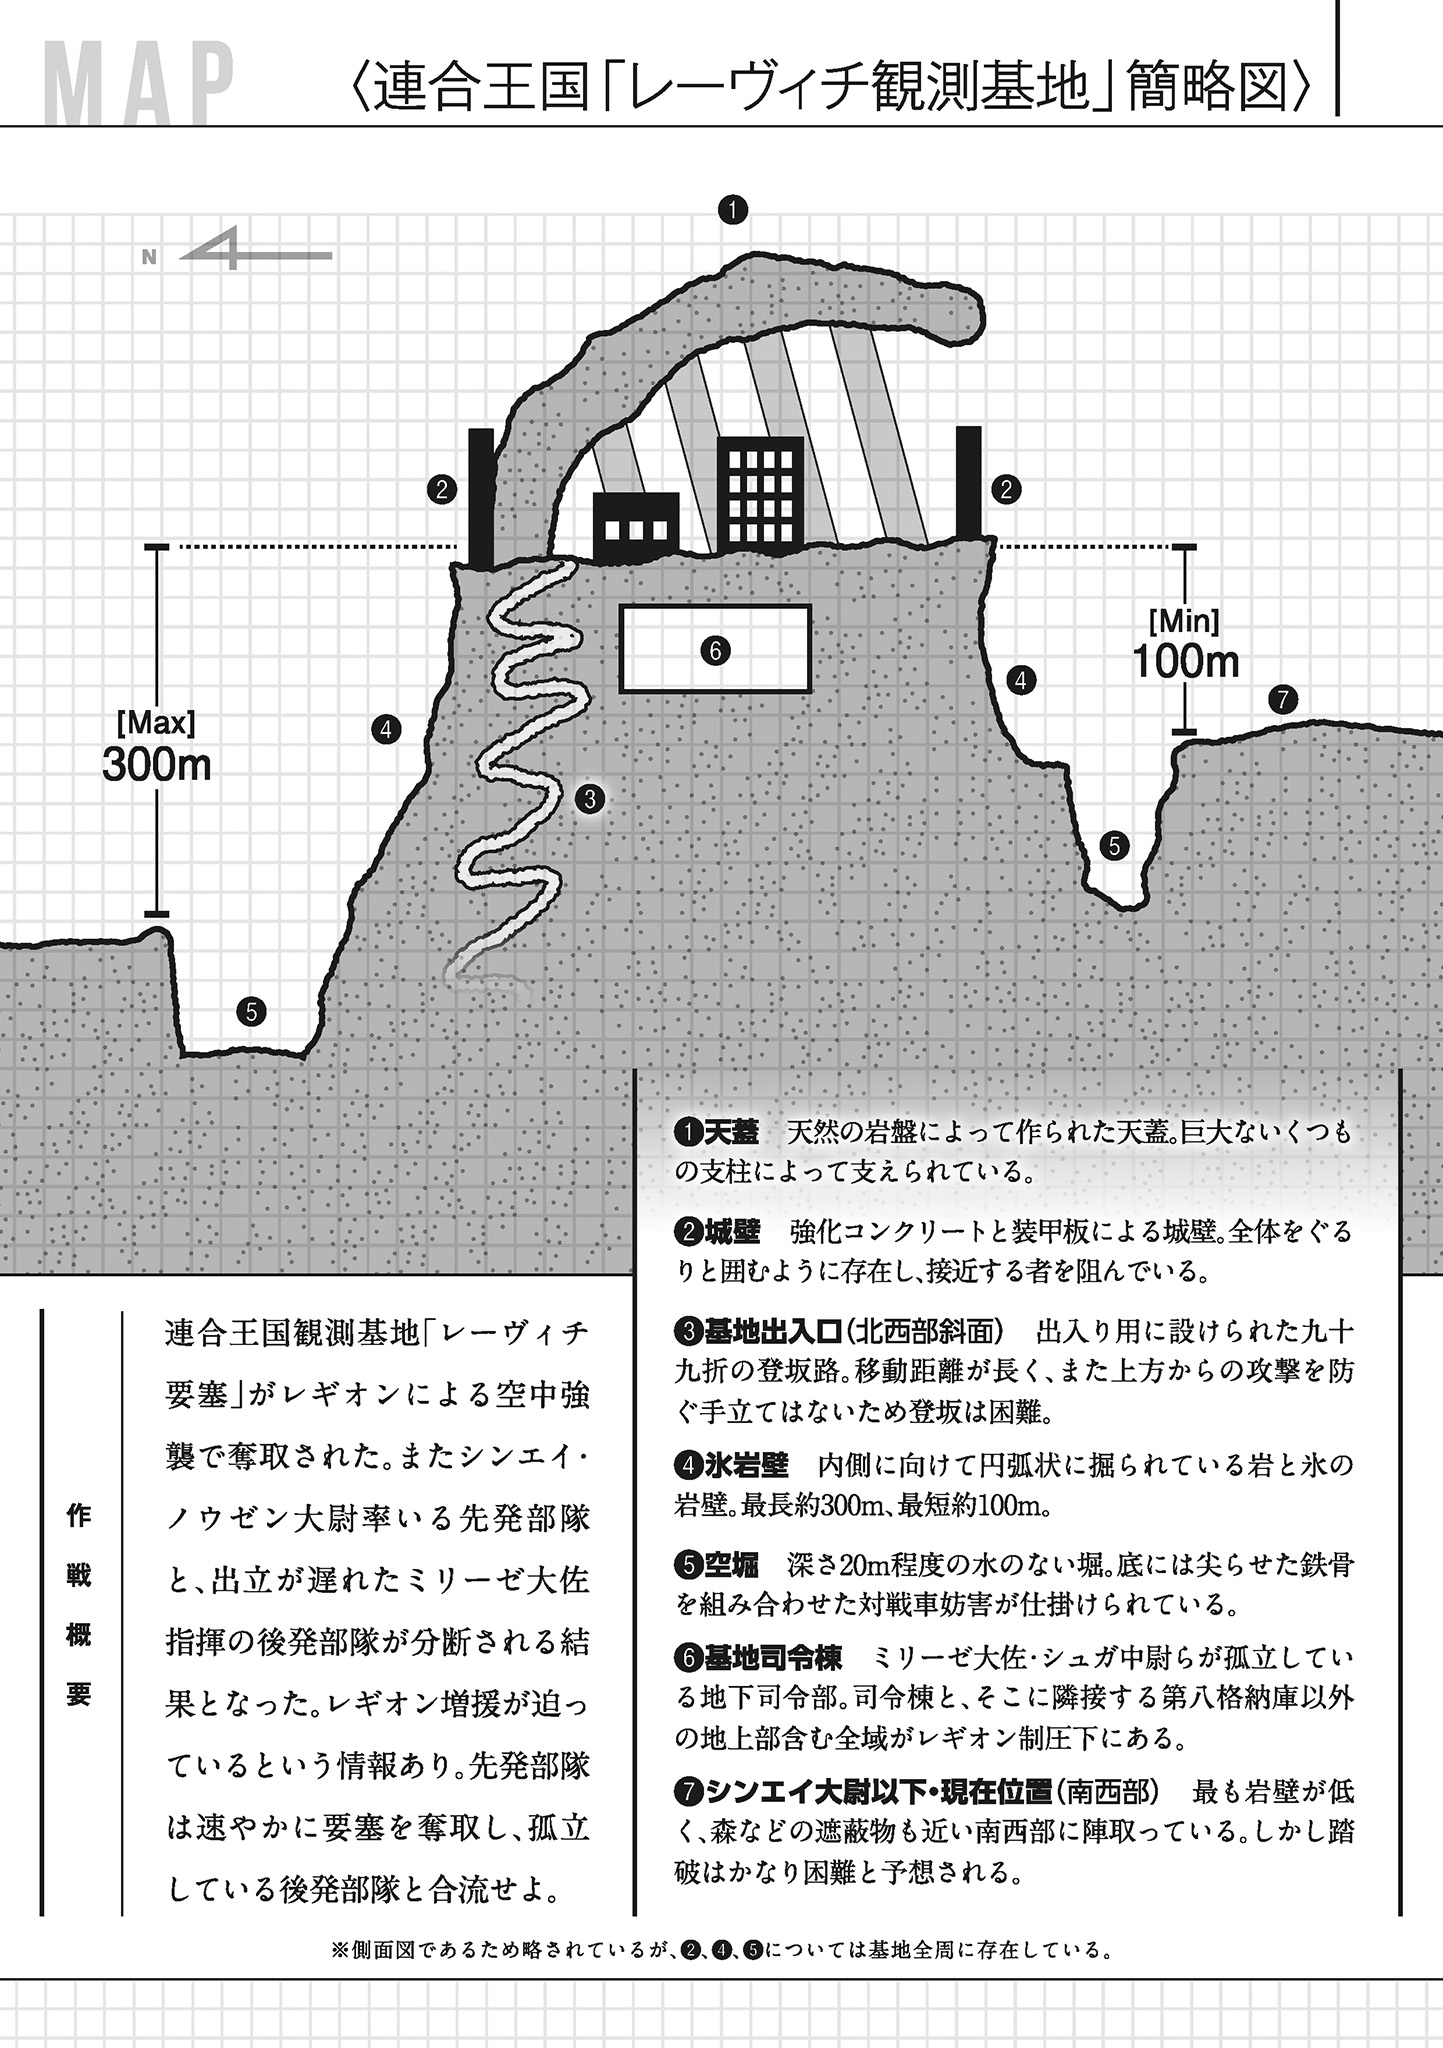 MAP
〈連合王国「レーヴィチ観測基地」簡略図〉
❶
N
❷
❷
[Min]
100m
❻
❹
❼
[Max]
300m
❹
❸
❺
❺
❶天蓋　天然の岩盤によって作られた天蓋。巨大ないくつも
の支柱によって支えられている。
❷城壁　強化コンクリートと装甲板による城壁。全体をぐる
りと囲むように存在し、接近する者を阻んでいる。
❸基地出入口（北西部斜面）　出入り用に設けられた九十
九折の登坂路。移動距離が長く、また上方からの攻撃を防
ぐ手立てはないため登坂は困難。
❹氷岩壁　内側に向けて円弧状に掘られている岩と氷の
岩壁。最長約300m、最短約100m。
❺空堀　深さ20m程度の水のない堀。底には尖らせた鉄骨
を組み合わせた対戦車妨害が仕掛けられている。
❻基地司令棟　ミリーゼ大佐・シュガ中尉らが孤立してい
る地下司令部。司令棟と、そこに隣接する第八格納庫以外
の地上部含む全域がレギオン制圧下にある。
❼シンエイ大尉以下・現在位置（南西部）　最も岩壁が低
く、森などの遮蔽物も近い南西部に陣取っている。しかし踏
破はかなり困難と予想される。
作戦概要
連合王国観測基地「レーヴィチ
要塞」がレギオンによる空中強
襲で奪取された。またシンエイ・
ノウゼン大尉率いる先発部隊
と、出立が遅れたミリーゼ大佐
指揮の後発部隊が分断される結
果となった。レギオン増援が迫っ
ているという情報あり。先発部隊
は速やかに要塞を奪取し、孤立
している後発部隊と合流せよ。
※側面図であるため略されているが、❷、❹、❺については基地全周に存在している。